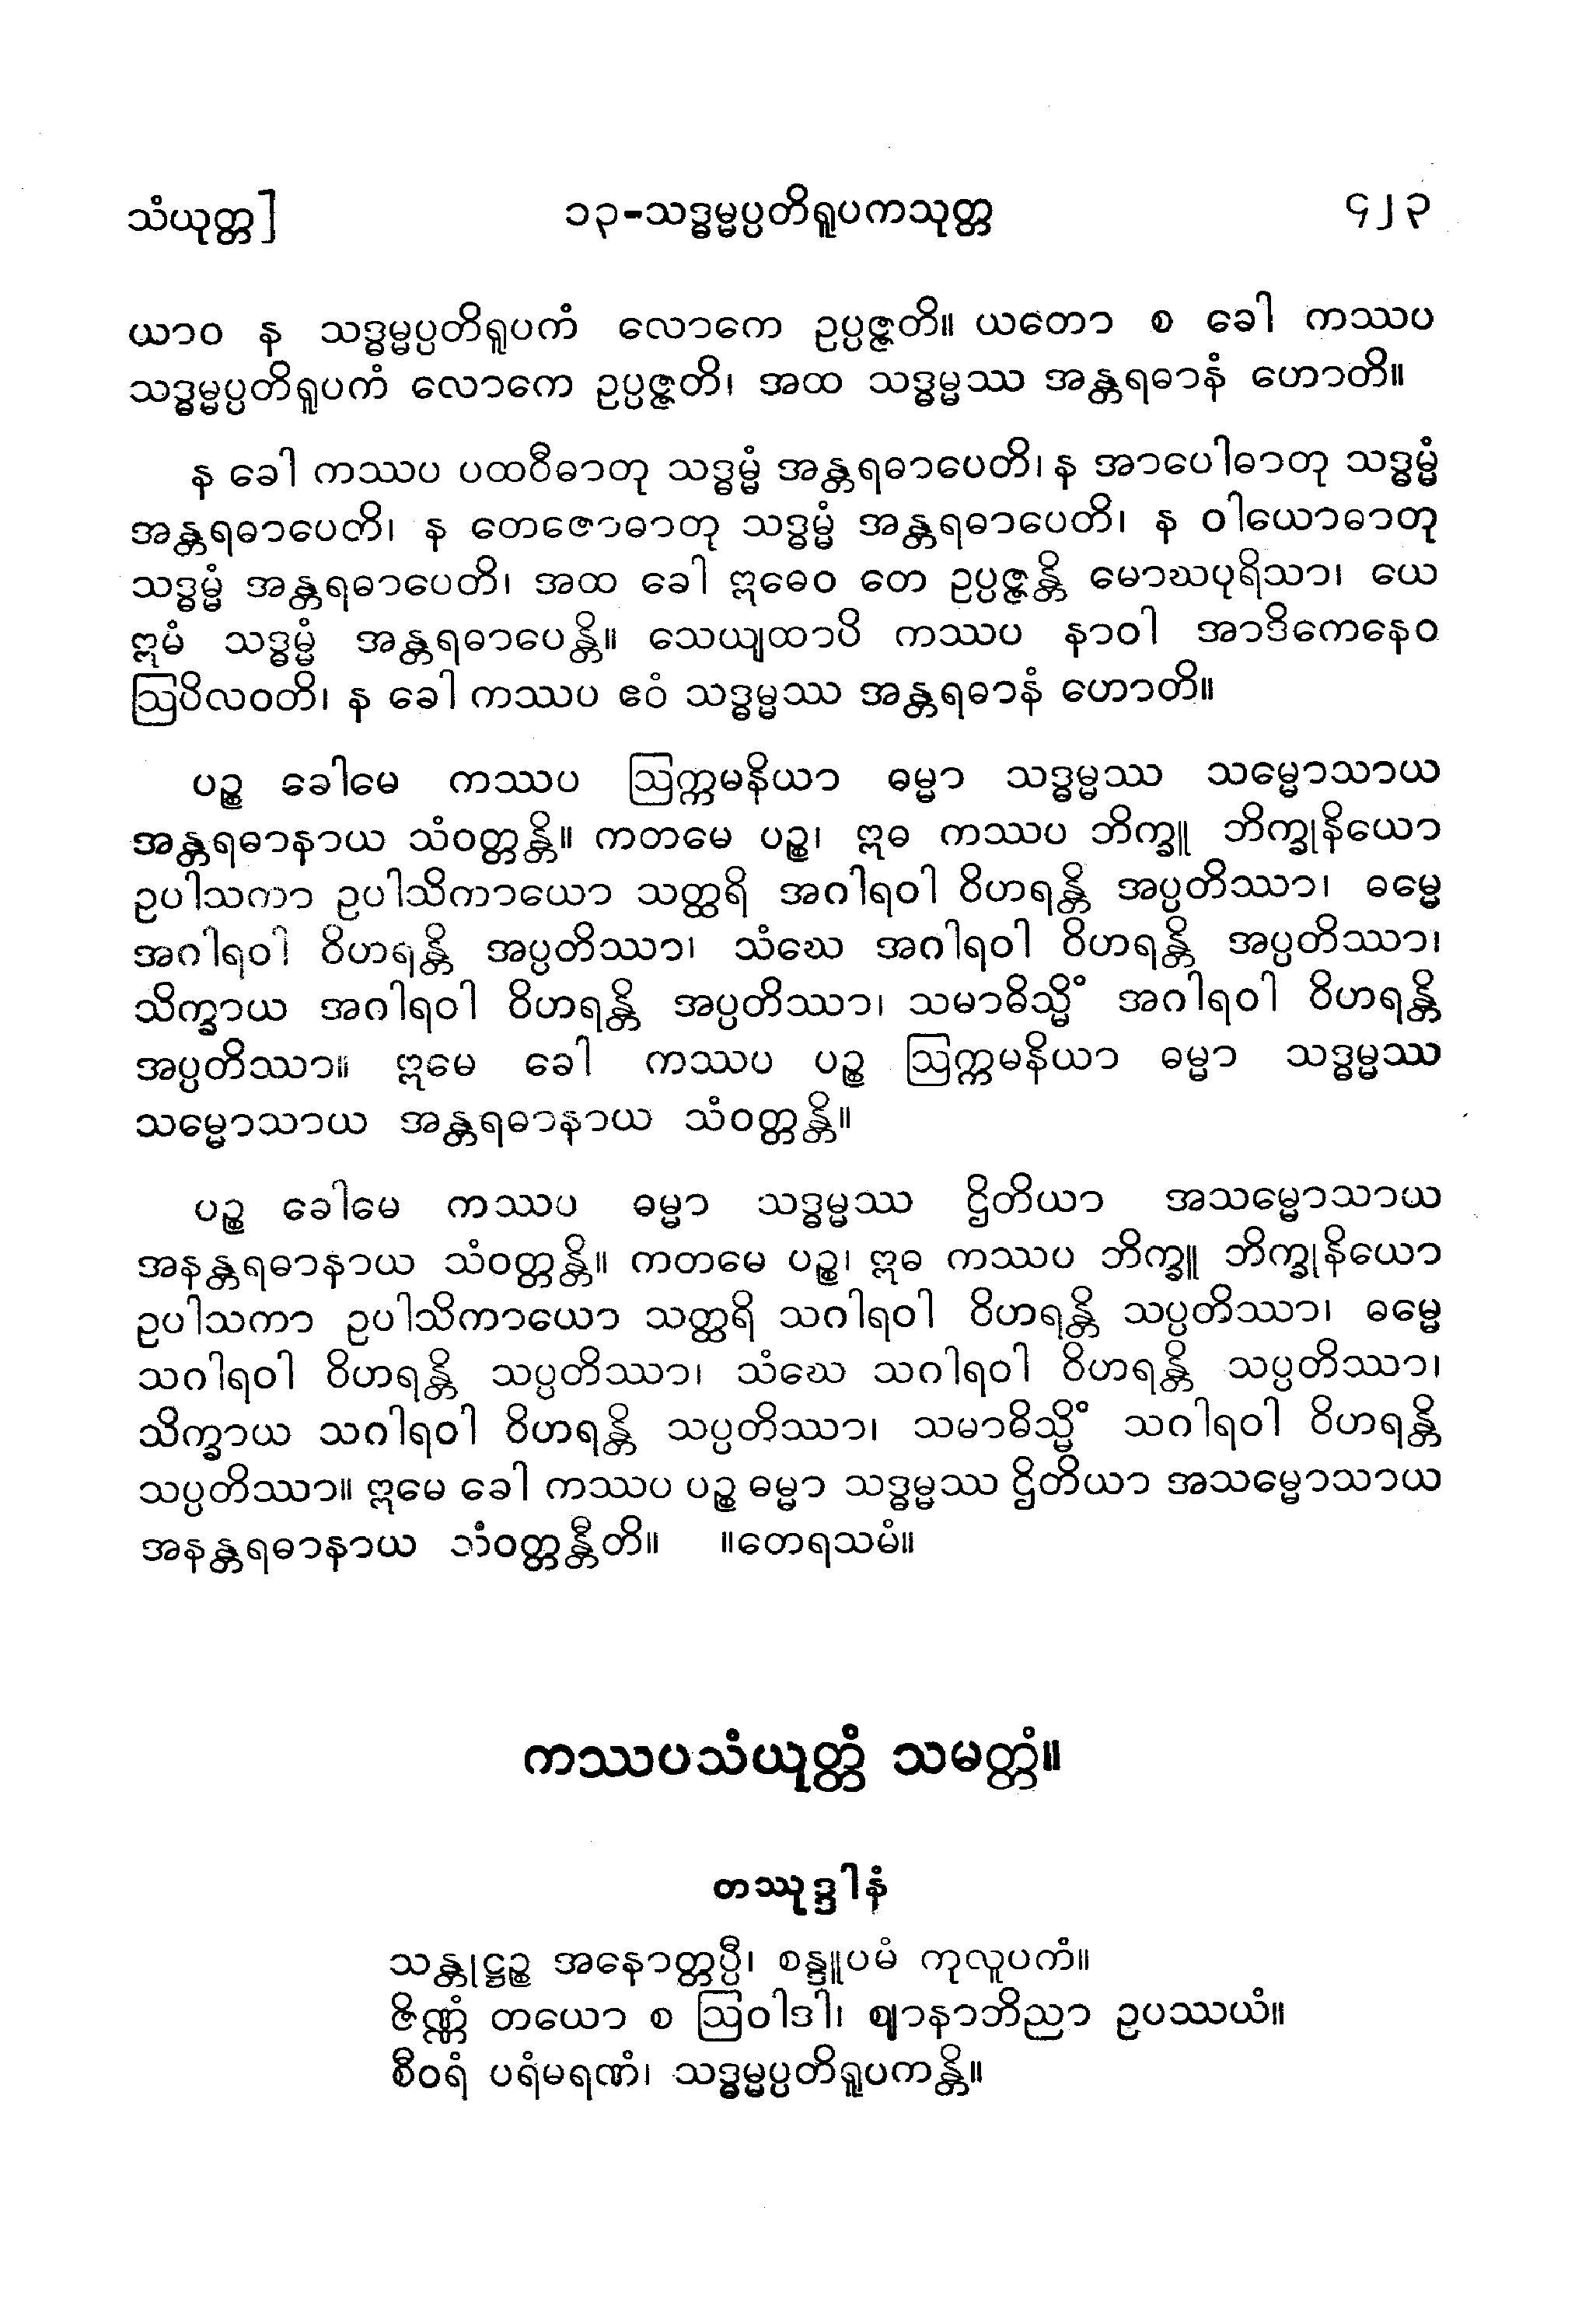 သံယုတ္တ] ၁၃-သဒ္ဓမ္မပ္ပတိရူပကသုတ္တ ၄၂၃
ယာဝ န သဒ္ဓမ္မပ္ပတိရူပကံ လောကေ ဥပ္ပဇ္ဇတိ။ ယတော စ ခေါ ကဿပ
သဒ္ဓမ္မပ္ပတိရူပကံ လောကေ ဥပ္ပဇ္ဇတိ၊ အထ သဒ္ဓမ္မဿ အန္တရဓာနံ ဟောတိ။
န ခေါ ကဿပ ပထဝီဓာတု သဒ္ဓမ္မံ အန္တရဓာပေတိ၊ န အာပေါဓာတု သဒ္ဓမ္မံ
အန္တရဓာပေတိ၊ န တေဇောဓာတု သဒ္ဓမ္မံ အန္တရဓာပေတိ၊ န ဝါယောဓာတု
သဒ္ဓမ္မံ အန္တရဓာပေတိ၊ အထ ခေါ ဣဓေဝ တေ ဥပ္ပဇ္ဇန္တိ မောဃပုရိသာ၊ ယေ
ဣမံ သဒ္ဓမ္မံ အန္တရဓာပေန္တိ။ သေယျထာပိ ကဿပ နာဝါ အာဒိကေနေဝ
ဩပိလဝတိ၊ န ခေါ ကဿပ ဧဝံ သဒ္ဓမ္မဿ အန္တရဓာနံ ဟောတိ။
ပဉ္စ ခေါမေ ကဿပ ဩက္ကမနိယာ ဓမ္မာ သဒ္ဓမ္မဿ သမ္မောသာယ
အန္တရဓာနာယ သံဝတ္တန္တိ။ ကတမေ ပဉ္စ၊ ဣဓ ကဿပ ဘိက္ခူ ဘိက္ခုနိယော
ဥပါသကာ ဥပါသိကာယော သတ္ထရိ အဂါရဝါ ဝိဟရန္တိ အပ္ပတိဿာ၊ ဓမ္မေ
အဂါရဝါ ဝိဟရန္တိ အပ္ပတိဿာ၊ သံဃေ အဂါရဝါ ဝိဟရန္တိ အပ္ပတိဿာ၊
သိက္ခာယ အဂါရဝါ ဝိဟရန္တိ အပ္ပတိဿာ၊ သမာဓိသ္မိံ အဂါရဝါ ဝိဟရန္တိ
အပ္ပတိဿာ။ ဣမေ ခေါ ကဿပ ပဉ္စ ဩက္ကမနိယာ ဓမ္မာ သဒ္ဓမ္မဿ
သမ္မောသာယ အန္တရဓာနာယ သံဝတ္တန္တိ။
ပဉ္စ ခေါမေ ကဿပ ဓမ္မာ သဒ္ဓမ္မဿ ဌိတိယာ အသမ္မောသာယ
အနန္တရဓာနာယ သံဝတ္တန္တိ။ ကတမေ ပဉ္စ၊ ဣဓ ကဿပ ဘိက္ခူ ဘိက္ခုနိယော
ဥပါသကာ ဥပါသိကာယော သတ္ထရိ သဂါရဝါ ဝိဟရန္တိ သပ္ပတိဿာ၊ ဓမ္မေ
သဂါရဝါ ဝိဟရန္တိ သပ္ပတိဿာ၊ သံဃေ သဂါရဝါ ဝိဟရန္တိ သပ္ပတိဿာ၊
သိက္ခာယ သဂါရဝါ ဝိဟရန္တိ သပ္ပတိဿာ၊ သမာဓိသ္မိံ သဂါရဝါ ဝိဟရန္တိ
သပ္ပတိဿာ။ ဣမေ ခေါ ကဿပ ပဉ္စ ဓမ္မာ သဒ္ဓမ္မဿ ဌိတိယာ အသမ္မောသာယ
အနန္တရဓာနာယ သံဝတ္တန္တီတိ။ ။တေရသမံ။
ကဿပသံယုတ္တံ သမတ္တံ။
တဿုဒ္ဒါနံ
သန္တုဋ္ဌဉ္စ အနောတ္တပ္ပီ၊ စန္ဒူပမံ ကုလူပကံ။
ဇိဏ္ဏံ တယော စ ဩဝါဒါ၊ ဈာနာဘိညာ ဥပဿယံ။
စီဝရံ ပရံမရဏံ၊ သဒ္ဓမ္မပ္ပတိရူပကန္တိ။